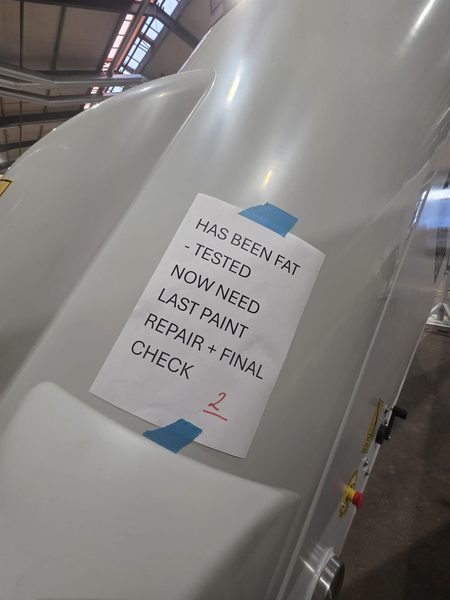 HAS BEEN FAT
- TESTED
NOW NEED
LAST PAINT
REPAIR + FINAL
CHECK
2